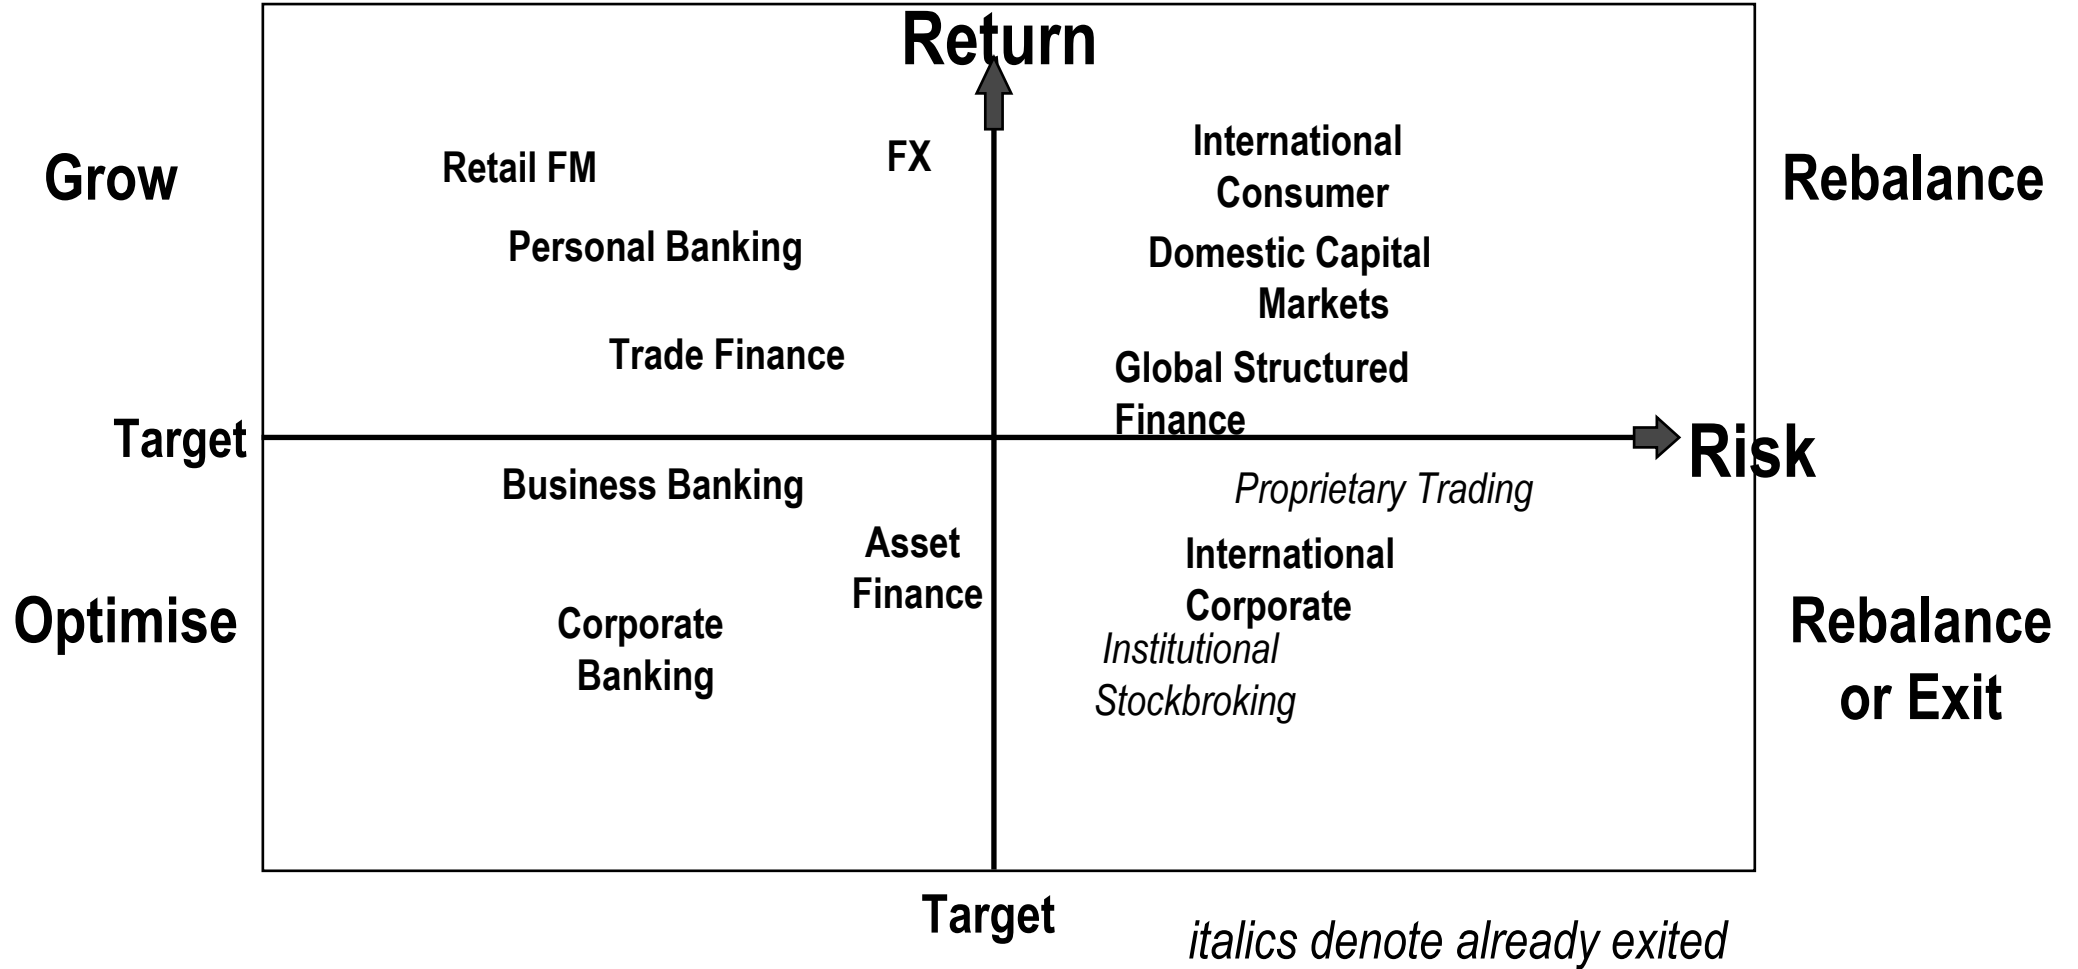 Return
Grow
Retail FM
FX
International
Consumer
Rebalance
Personal Banking
Domestic Capital
Markets
Trade Finance
Global Structured
Finance
Target
Risk
Business Banking
Proprietary Trading
Asset
Finance
International
Corporate
Optimise
Corporate
Banking
Institutional
Stockbroking
Rebalance
or Exit
Target
italics denote already exited